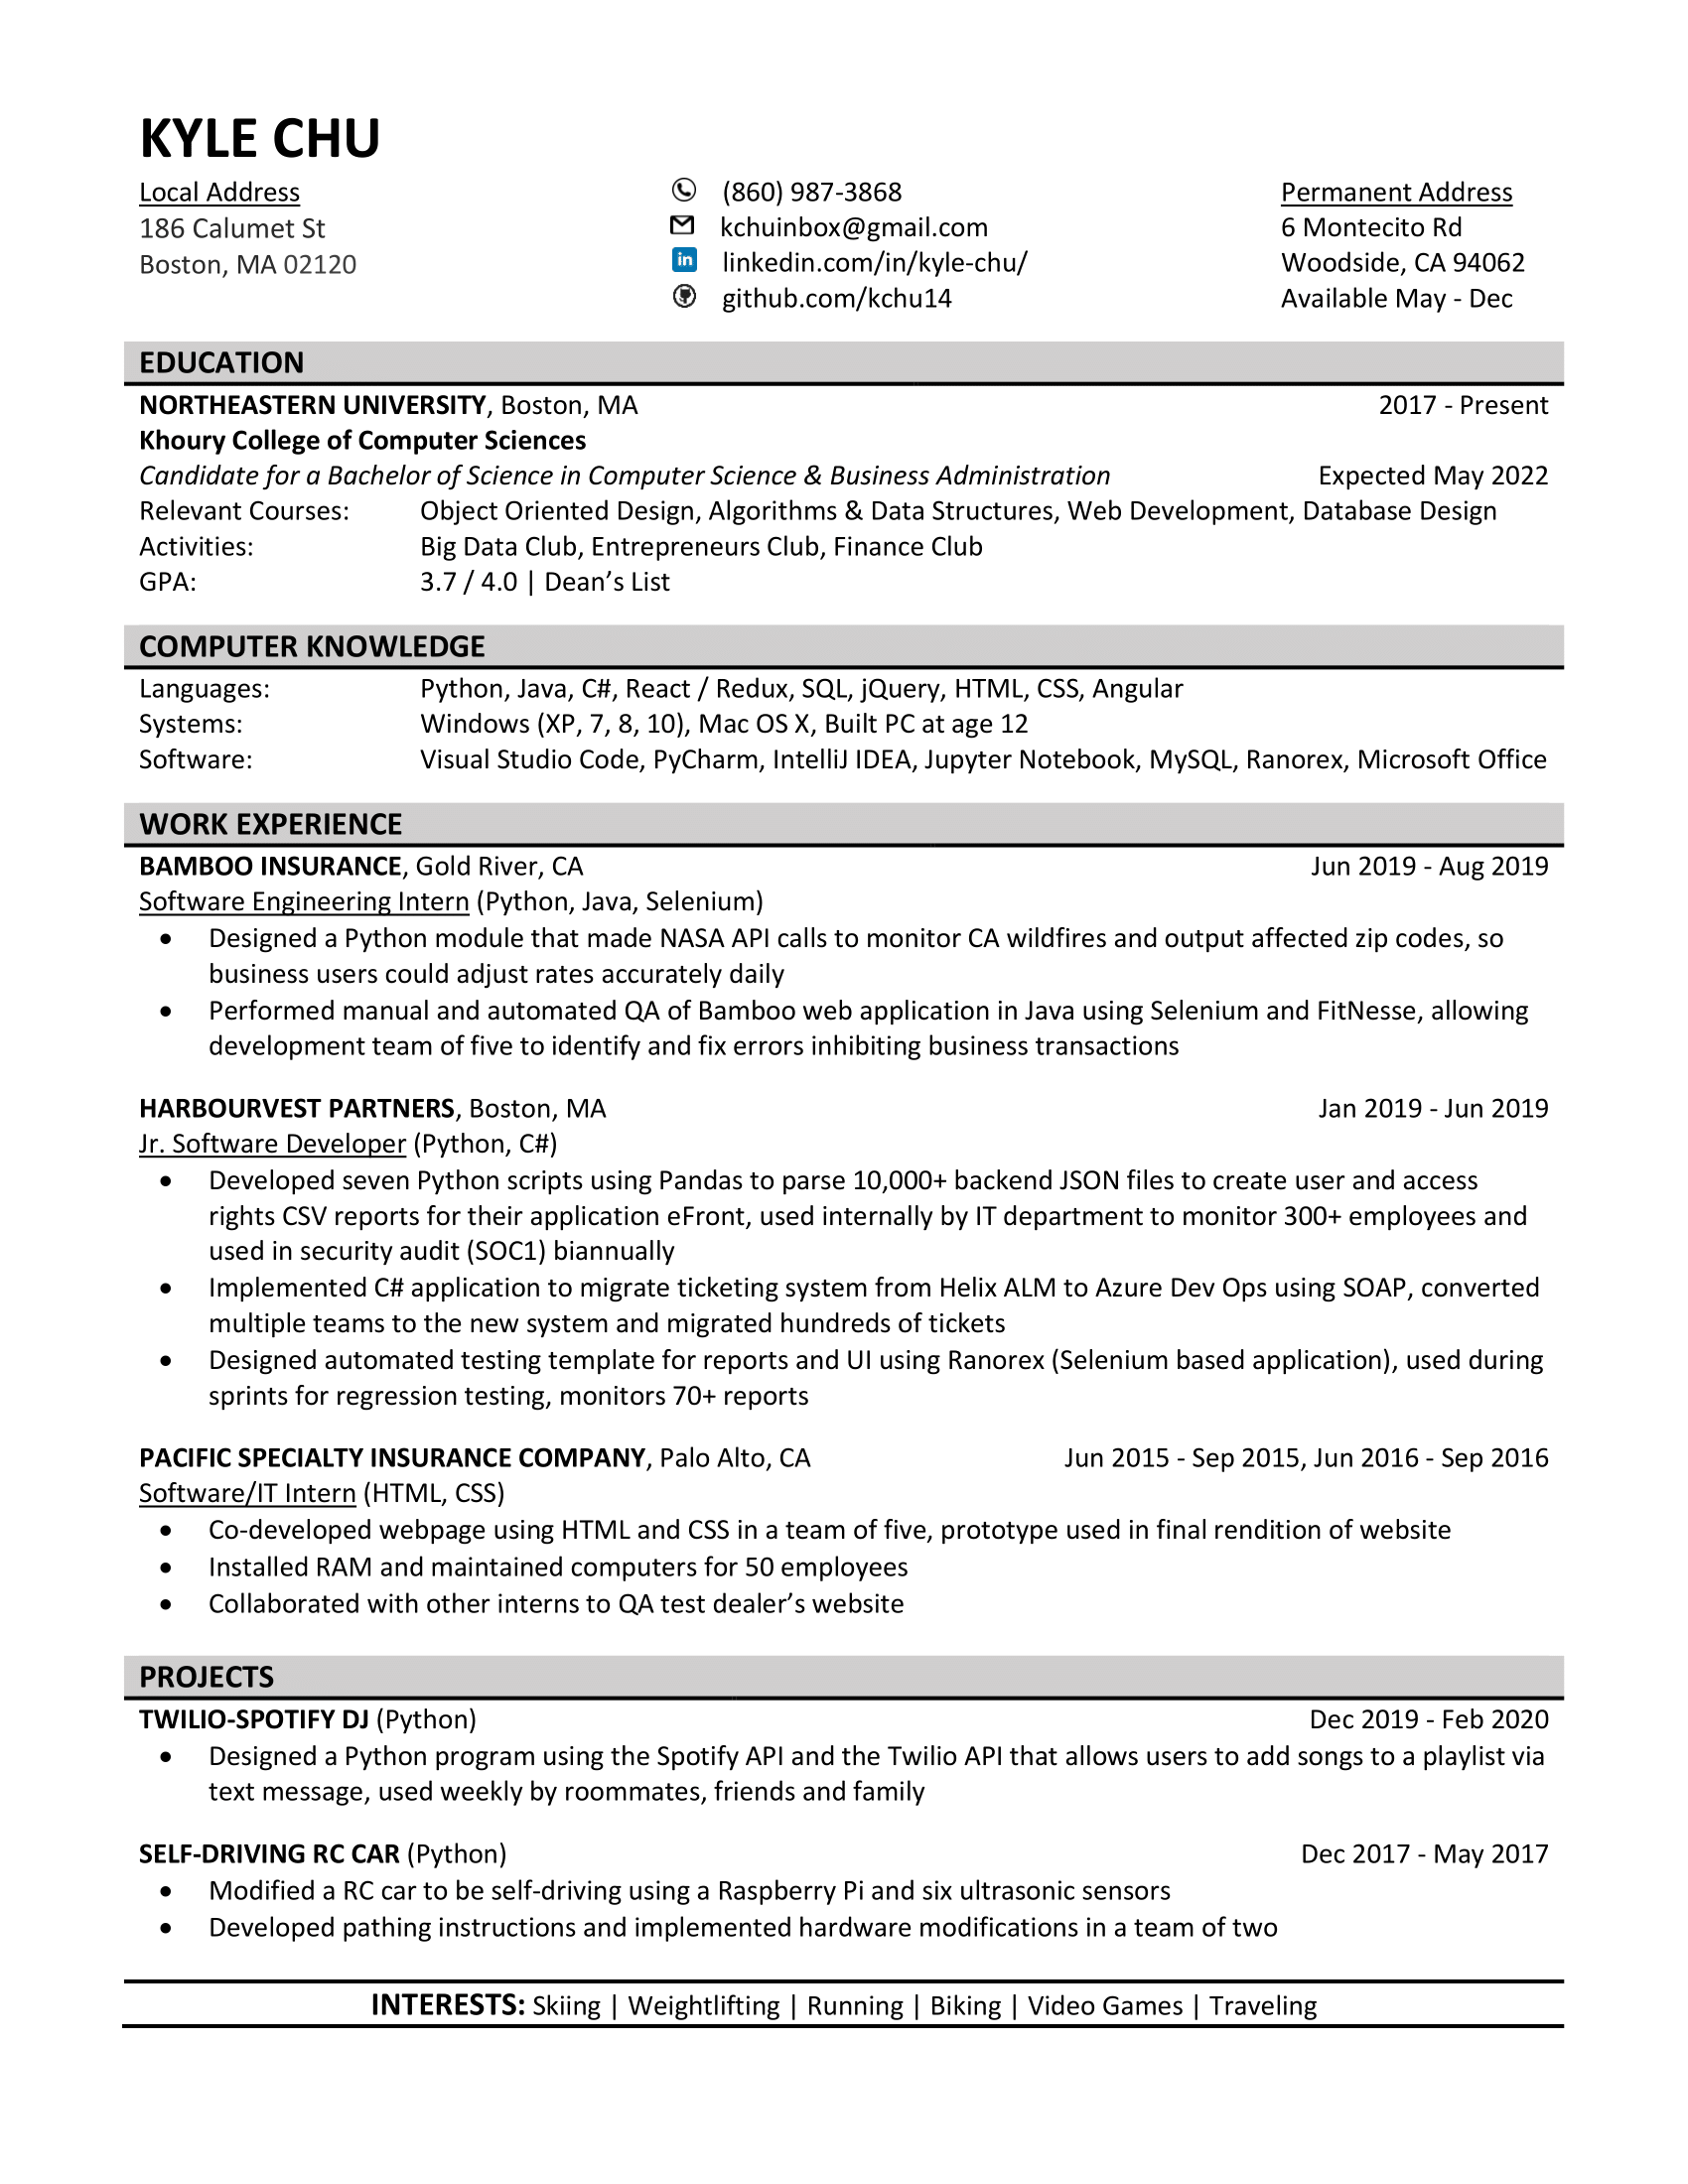 KYLE CHU
Local Address
186 Calumet St
Boston, MA 02120
(860) 987-3868
kchuinbox@gmail.com
linkedin.com/in/kyle-chu/
github.com/kchu14
Permanent Address
6 Montecito Rd
Woodside, CA 94062
Available May - Dec
EDUCATION
NORTHEASTERN UNIVERSITY, Boston, MA 2017 - Present
Khoury College of Computer Sciences
Candidate for a Bachelor of Science in Computer Science & Business Administration Expected May 2022
Relevant Courses: Object Oriented Design, Algorithms & Data Structures, Web Development, Database Design
Activities: Big Data Club, Entrepreneurs Club, Finance Club
GPA: 3.7 / 4.0 | Dean’s List
COMPUTER KNOWLEDGE
Languages: Python, Java, C#, React / Redux, SQL, jQuery, HTML, CSS, Angular
Systems: Windows (XP, 7, 8, 10), Mac OS X, Built PC at age 12
Software: Visual Studio Code, PyCharm, IntelliJ IDEA, Jupyter Notebook, MySQL, Ranorex, Microsoft Office
WORK EXPERIENCE
BAMBOO INSURANCE, Gold River, CA Jun 2019 - Aug 2019
Software Engineering Intern (Python, Java, Selenium)
• Designed a Python module that made NASA API calls to monitor CA wildfires and output affected zip codes, so
business users could adjust rates accurately daily
• Performed manual and automated QA of Bamboo web application in Java using Selenium and FitNesse, allowing
development team of five to identify and fix errors inhibiting business transactions
HARBOURVEST PARTNERS, Boston, MA Jan 2019 - Jun 2019
Jr. Software Developer (Python, C#)
• Developed seven Python scripts using Pandas to parse 10,000+ backend JSON files to create user and access
rights CSV reports for their application eFront, used internally by IT department to monitor 300+ employees and
used in security audit (SOC1) biannually
• Implemented C# application to migrate ticketing system from Helix ALM to Azure Dev Ops using SOAP, converted
multiple teams to the new system and migrated hundreds of tickets
• Designed automated testing template for reports and UI using Ranorex (Selenium based application), used during
sprints for regression testing, monitors 70+ reports
PACIFIC SPECIALTY INSURANCE COMPANY, Palo Alto, CA Jun 2015 - Sep 2015, Jun 2016 - Sep 2016
Software/IT Intern (HTML, CSS)
• Co-developed webpage using HTML and CSS in a team of five, prototype used in final rendition of website
• Installed RAM and maintained computers for 50 employees
• Collaborated with other interns to QA test dealer’s website
PROJECTS
TWILIO-SPOTIFY DJ (Python) Dec 2019 - Feb 2020
• Designed a Python program using the Spotify API and the Twilio API that allows users to add songs to a playlist via
text message, used weekly by roommates, friends and family
SELF-DRIVING RC CAR (Python) Dec 2017 - May 2017
• Modified a RC car to be self-driving using a Raspberry Pi and six ultrasonic sensors
• Developed pathing instructions and implemented hardware modifications in a team of two
INTERESTS: Skiing | Weightlifting | Running | Biking | Video Games | Traveling